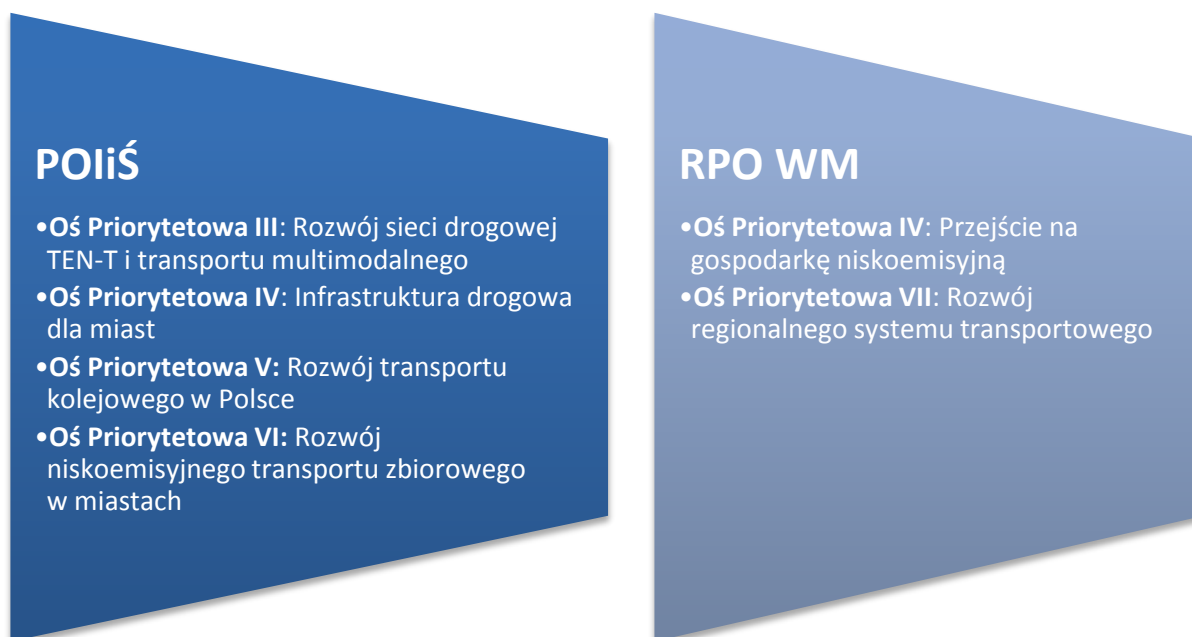 POIiŚ
•Oś Priorytetowa III: Rozwój sieci drogowej
TEN-T i transportu multimodalnego
•Oś Priorytetowa IV: Infrastruktura drogowa
dla miast
•Oś Priorytetowa V: Rozwój transportu
kolejowego w Polsce
•Oś Priorytetowa VI: Rozwój
niskoemisyjnego transportu zbiorowego
w miastach
RPO WM
•Oś Priorytetowa IV: Przejście na
gospodarkę niskoemisyjną
•Oś Priorytetowa VII: Rozwój
regionalnego systemu transportowego